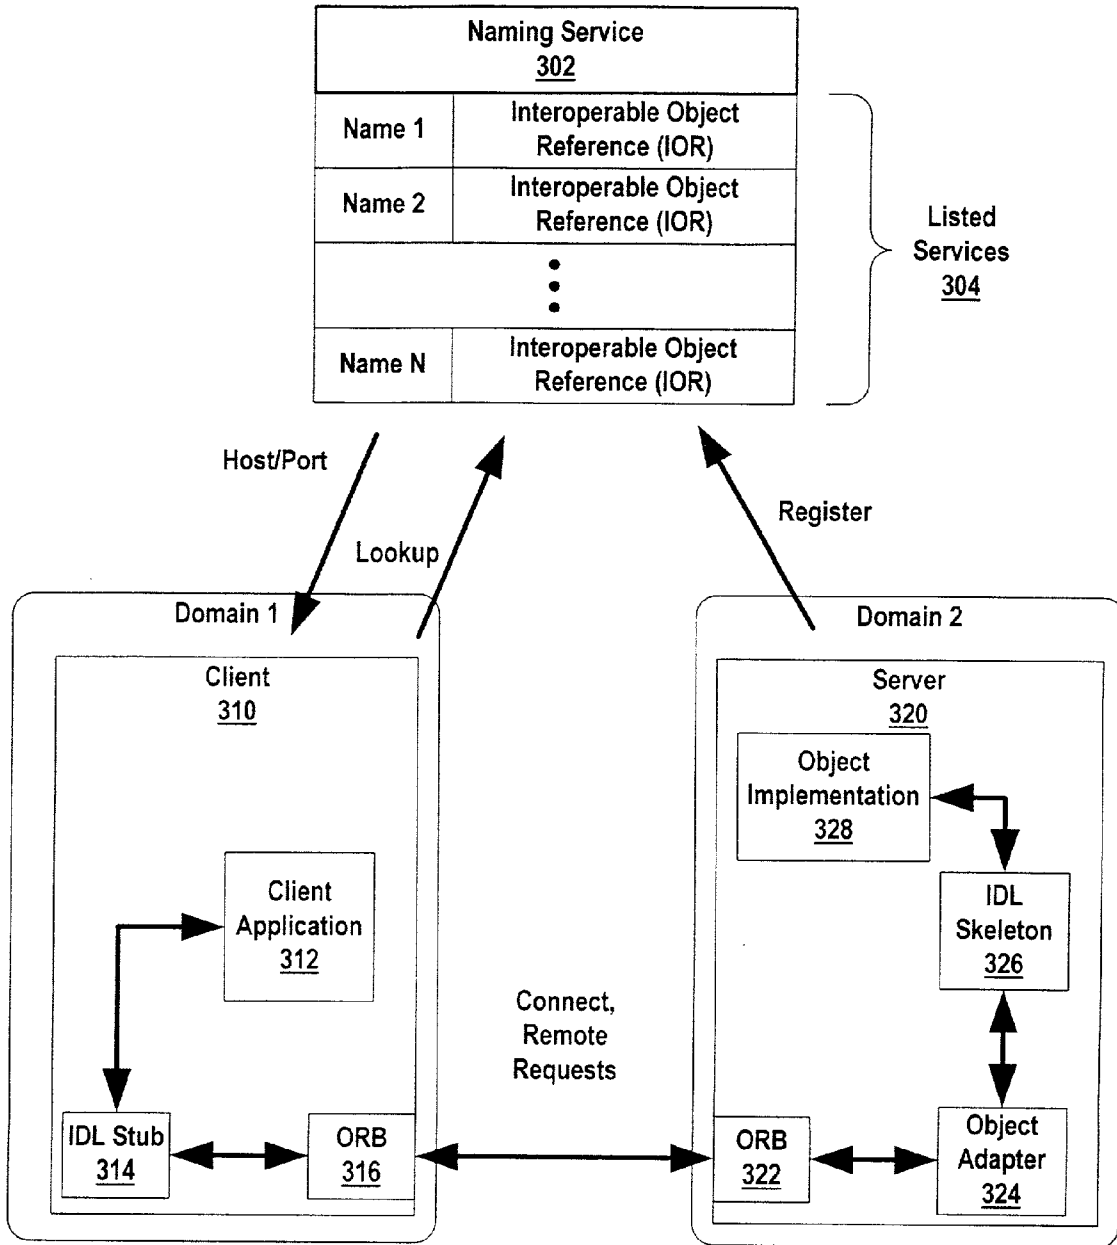 Naming Service
302
Name 1
Interoperable Object
Reference (IOR)
Name 2
Interoperable Object
Reference (IOR)
Name N
Interoperable Object
Reference (IOR)
Listed
Services
304
Host/Port
Lookup
Register
Domain 1
Client
310
Client
Application
312
IDL Stub
314
ORB
316
Connect,
Remote
Requests
Domain 2
Server
320
Object
Implementation
328
IDL
Skeleton
326
ORB
322
Object
Adapter
324